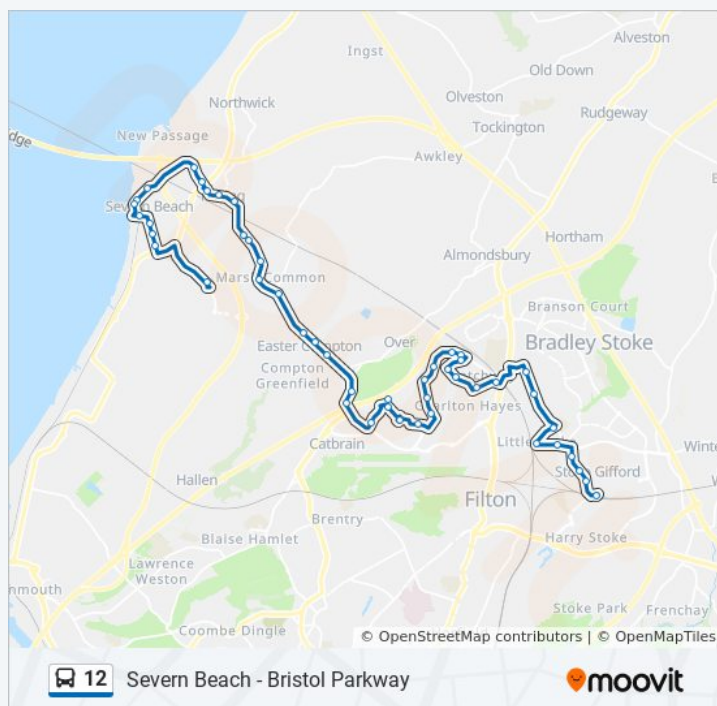 Alveston
Ingst
Old Down
Olveston
Rudgeway
Northwick
Tockington
New Passage
Awkley
dge
Severn Beach
Hortham
Almondsbury
Marsh Common
Branson Court
Over
Bradley Stoke
Easter Compton
Compton
Greenfield
Charlton Hayes
Catbrain
Little
Winter
Stoke Gifford
Hallen
Filton
Brentry
Harry Stoke
Blaise Hamlet
Lawrence
Weston
nmouth
Stoke Park
Frenchay
Coombe Dingle
© OpenStreetMap contributors | © OpenMapTiles
12 Severn Beach - Bristol Parkway
moovit